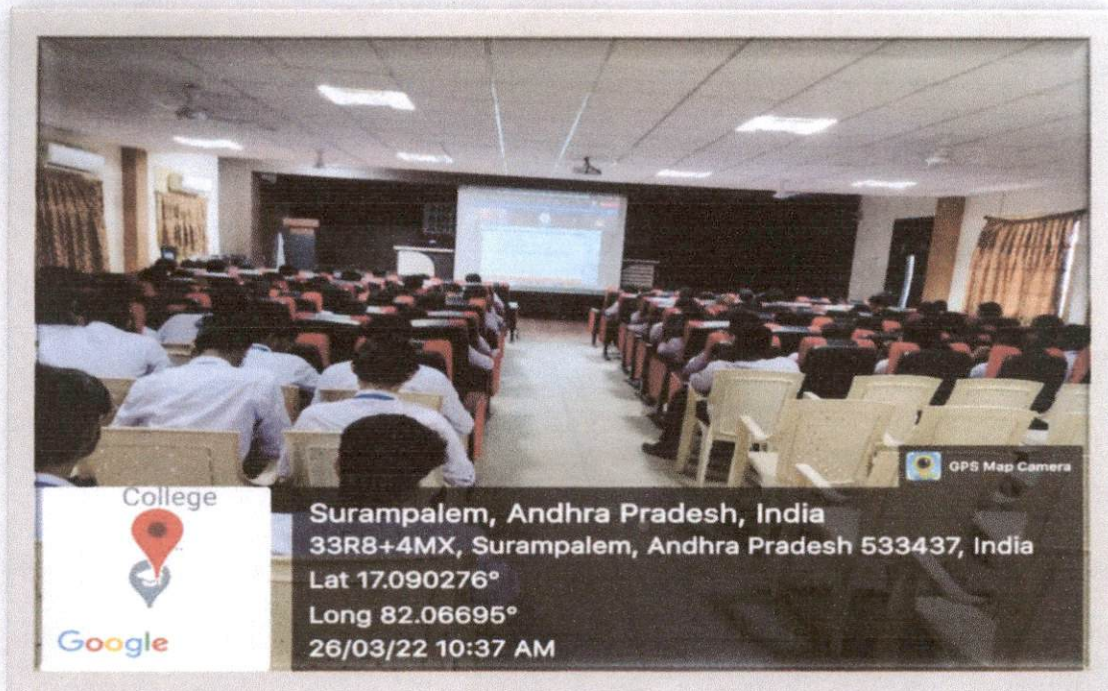 GPS Map Camera
College
Google
Surampalem, Andhra Pradesh, India
33R8+4MX, Surampalem, Andhra Pradesh 533437, India
Lat 17.090276°
Long 82.06695°
26/03/22 10:37 AM